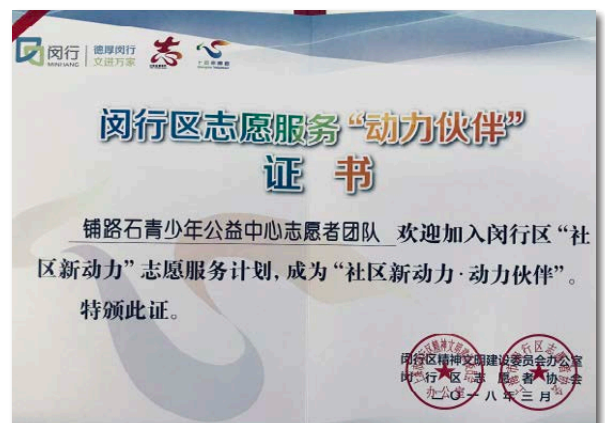 闵行
MINHANG
德厚闵行
文进万家
志
闵行区志愿服务“动力伙伴”
证 书
铺路石青少年公益中心志愿者团队 欢迎加入闵行区“社
区新动力”志愿服务计划，成为“社区新动力·动力伙伴”。
特颁此证。
闵行区精神文明建设委员会办公室
闵行区志愿者协会
二〇一八年三月